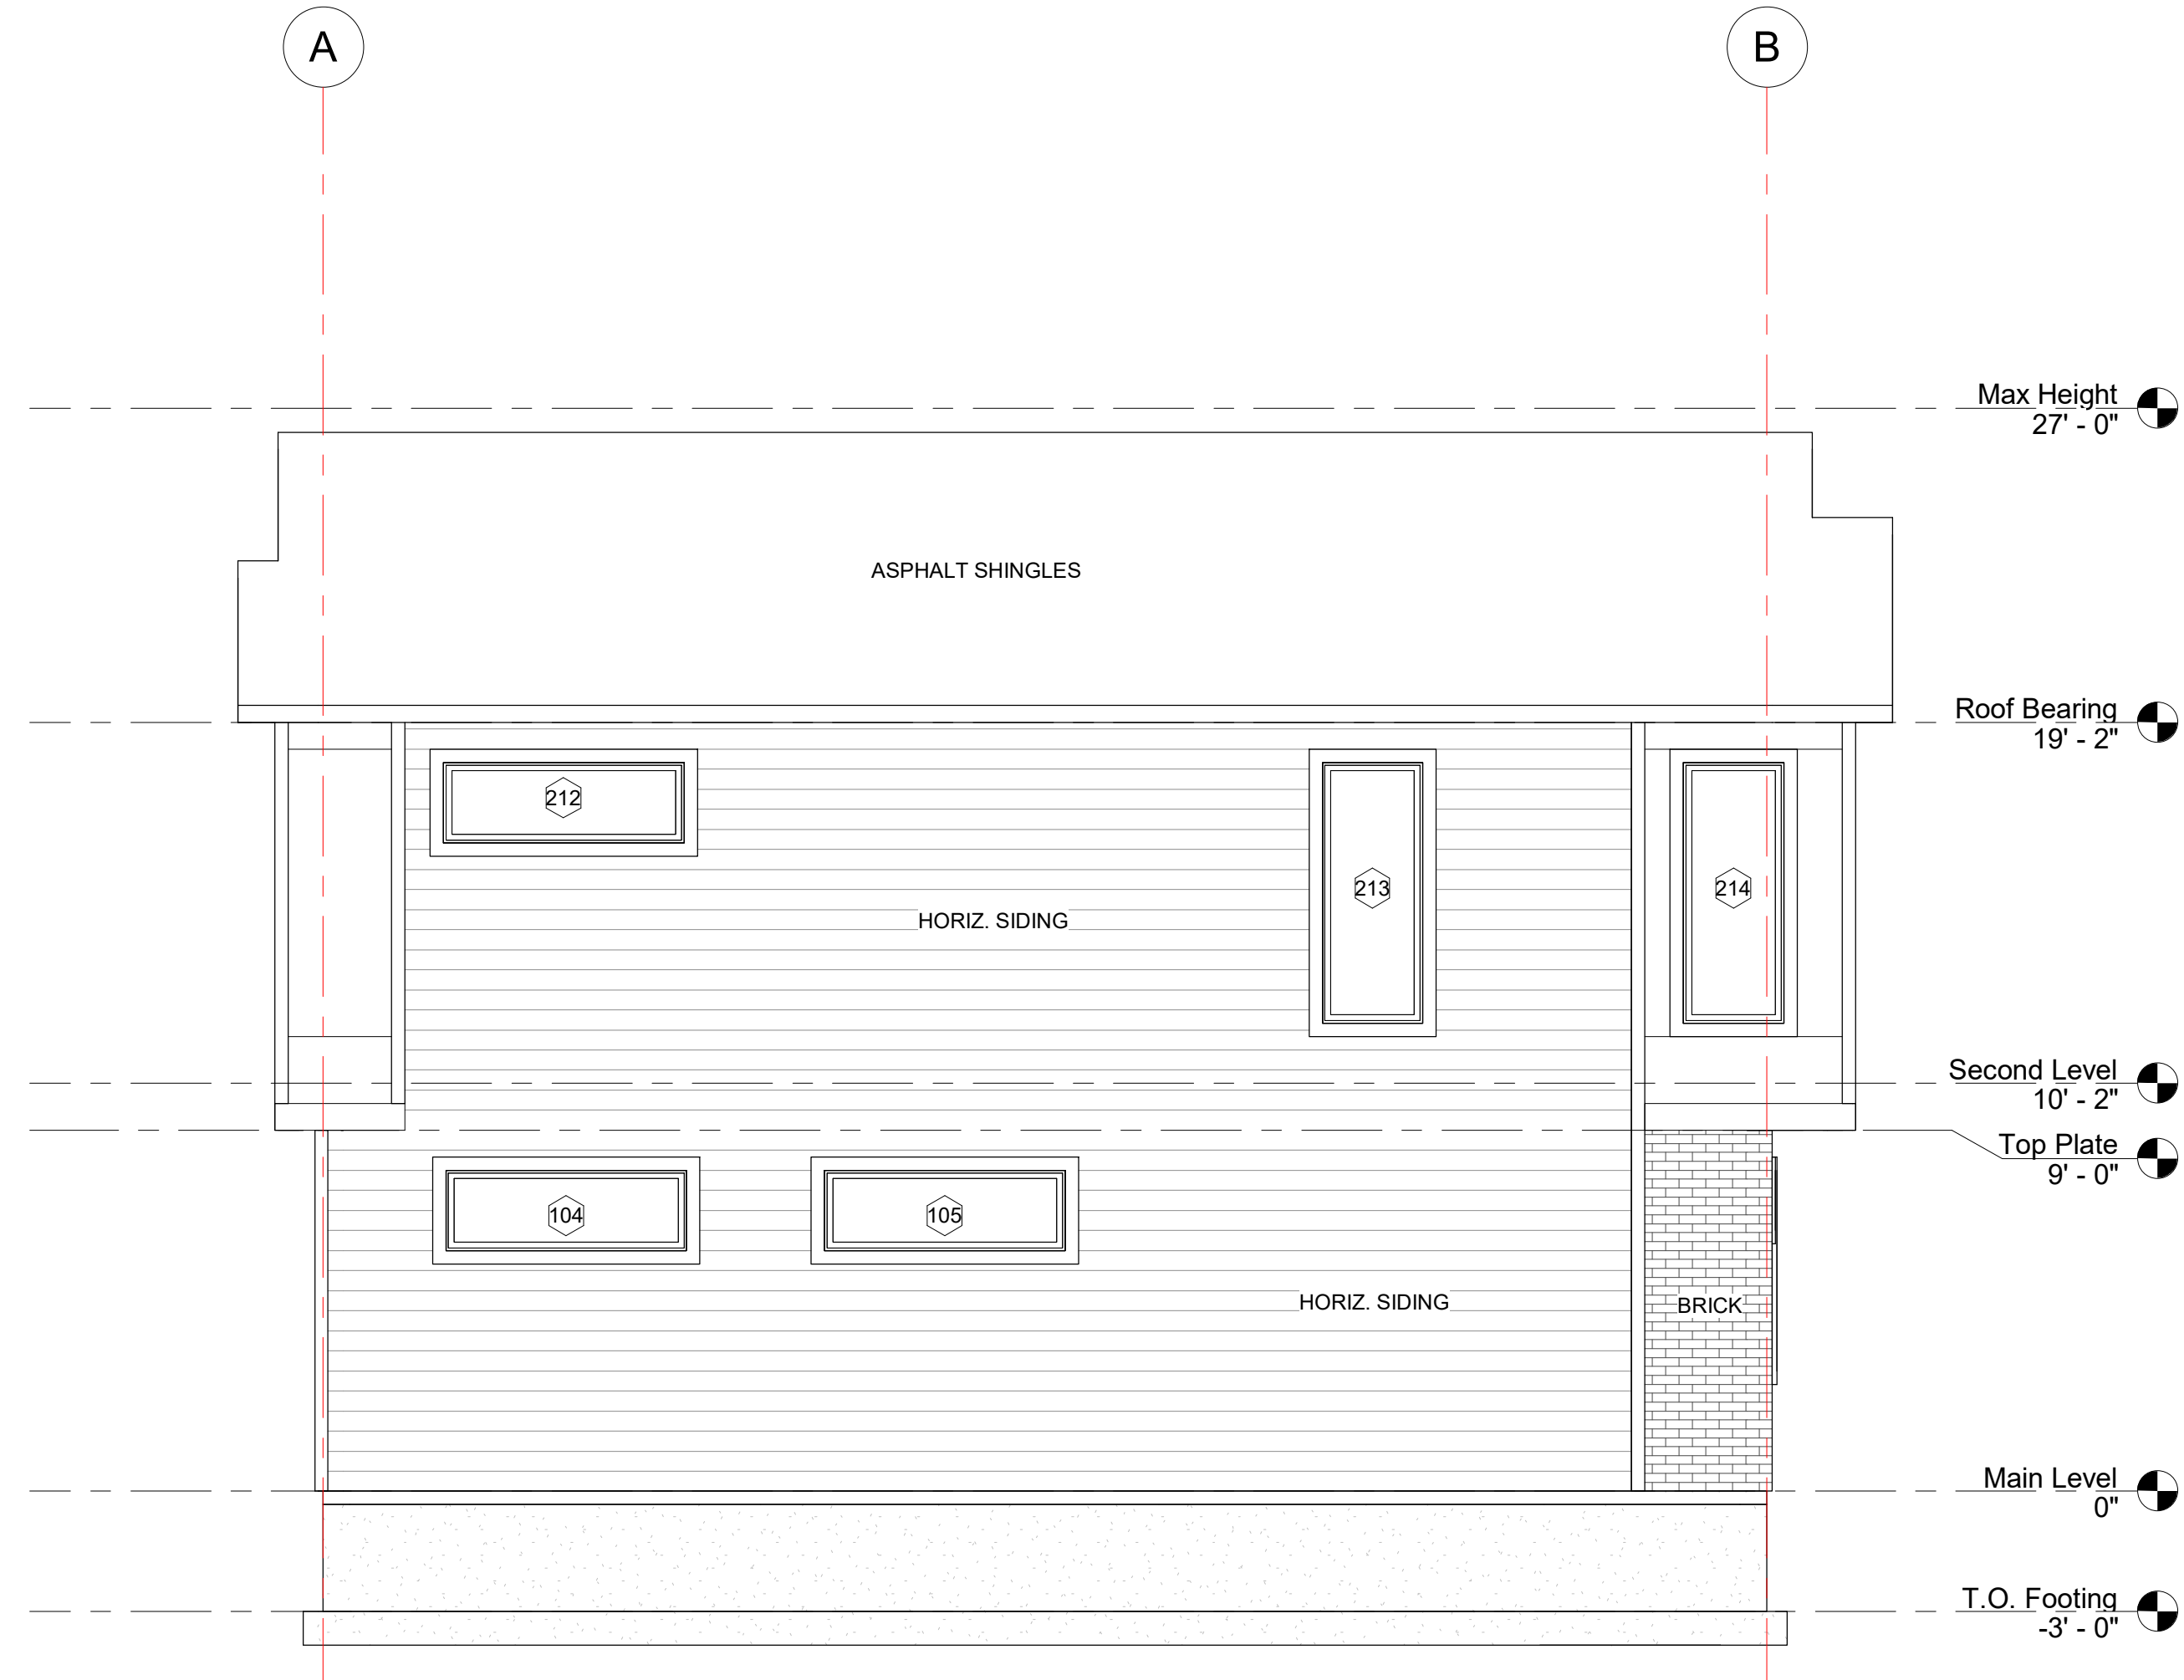 A
B
Max Height
27' - 0"
ASPHALT SHINGLES
Roof Bearing
19' - 2"
212
213
214
HORIZ. SIDING
Second Level
10' - 2"
Top Plate
9' - 0"
104
105
HORIZ. SIDING
BRICK
Main Level
0"
T.O. Footing
-3' - 0"